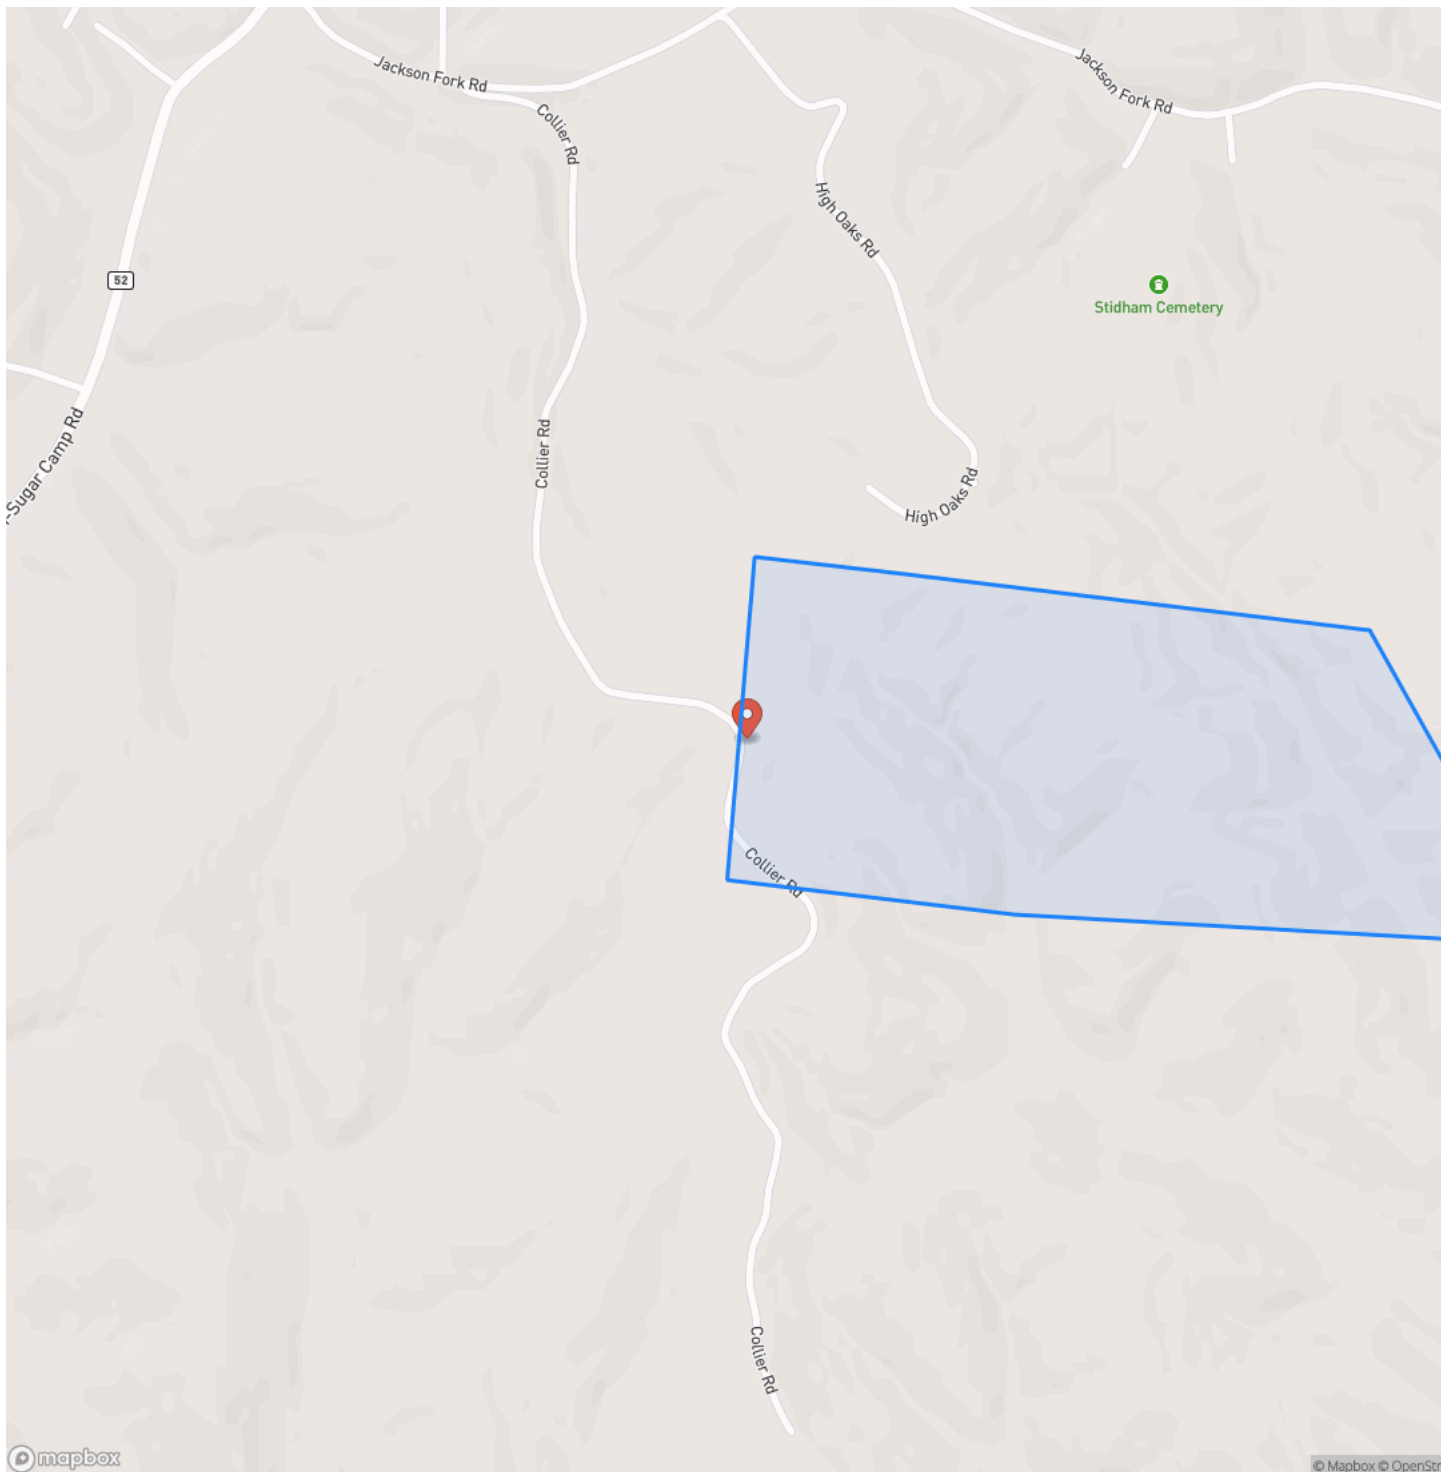 Jackson Fork Rd
Jackson Fork Rd
Collier Rd
High Oaks Rd
52
Stidham Cemetery
-Sugar Camp Rd
Collier Rd
High Oaks Rd
Collier Rd
Collier Rd
mapbox
© Mapbox © OpenStr